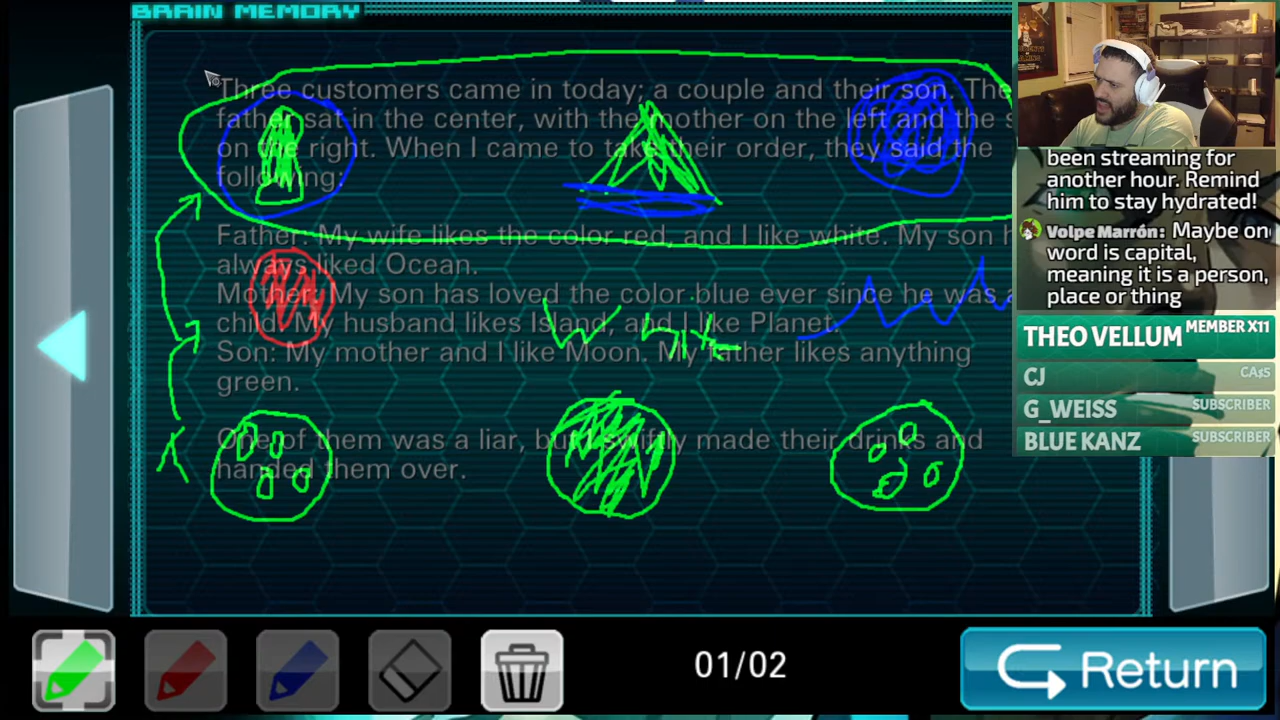 BRAIN MEMORY
Three customers came in today; a couple and their son. The
father sat in the center, with the mother on the left and the s
on the right. When I came to take their order, they said the
following:
Father: My wife likes the color red, and I like white. My son h
always liked Ocean.
Mother: My son has loved the color blue ever since he was a
child. My husband likes Island, and I like Planet.
Son: My mother and I like Moon. My father likes anything
green.
One of them was a liar, but I swiftly made their drinks and
handed them over.
been streaming for
another hour. Remind
him to stay hydrated!
Volpe Marrón: Maybe one
word is capital,
meaning it is a person,
place or thing
THEO VELLUM MEMBER X11
CJ CA$5
G_WEISS SUBSCRIBER
BLUE KANZ SUBSCRIBER
01/02
Return